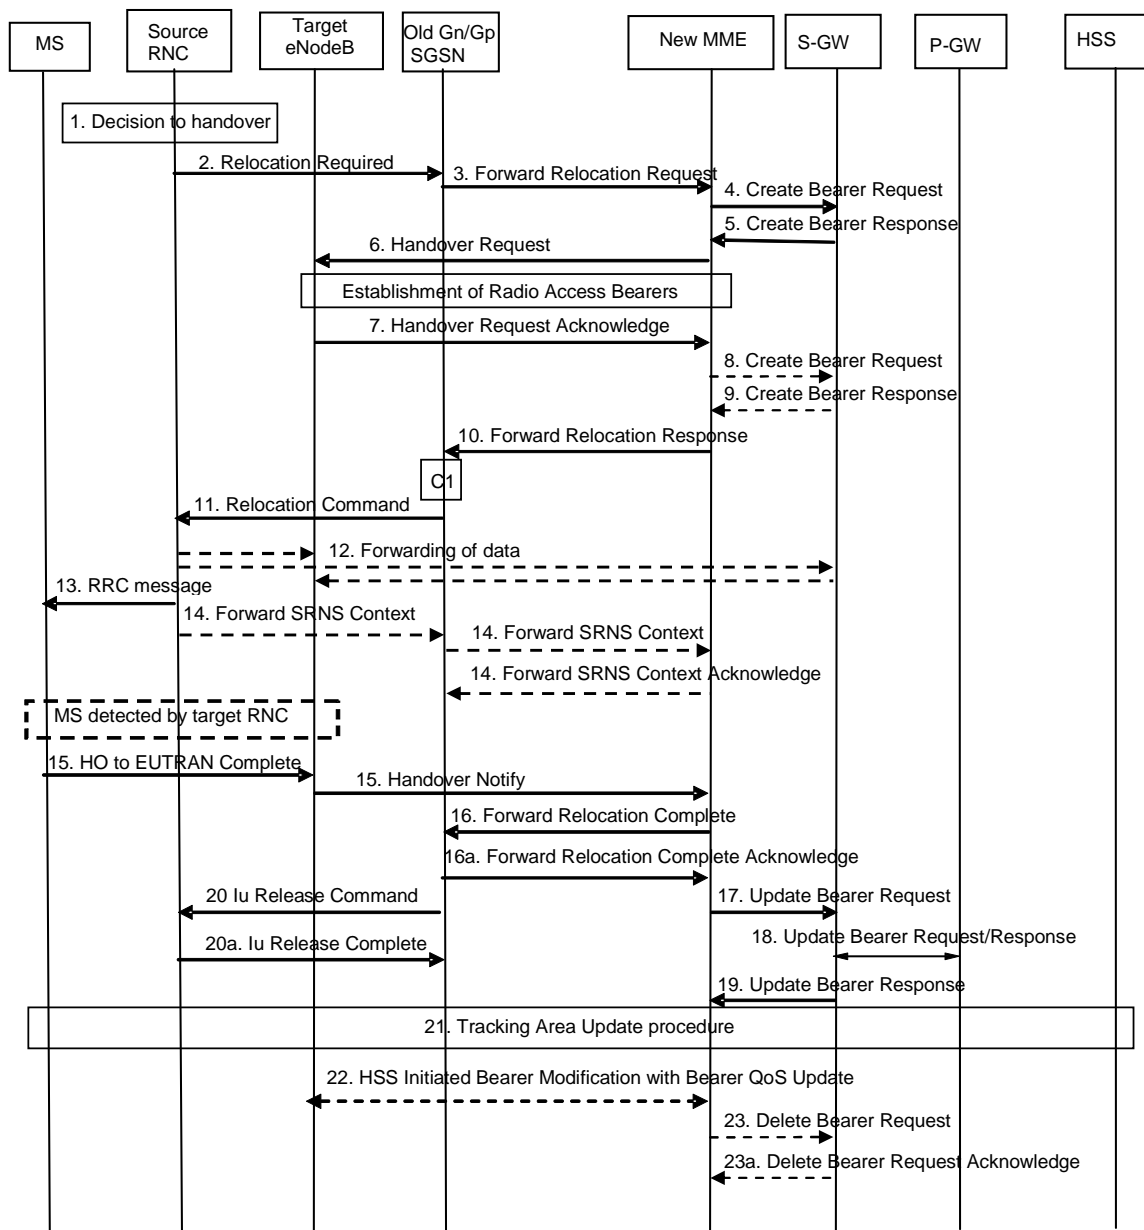 MS
Source
RNC
Target
eNodeB
Old Gn/Gp
SGSN
New MME
S-GW
P-GW
HSS
1. Decision to handover
2. Relocation Required
3. Forward Relocation Request
4. Create Bearer Request
5. Create Bearer Response
6. Handover Request
Establishment of Radio Access Bearers
7. Handover Request Acknowledge
8. Create Bearer Request
9. Create Bearer Response
10. Forward Relocation Response
C1
11. Relocation Command
12. Forwarding of data
13. RRC message
14. Forward SRNS Context
14. Forward SRNS Context
14. Forward SRNS Context Acknowledge
MS detected by target RNC
15. HO to EUTRAN Complete
15. Handover Notify
16. Forward Relocation Complete
16a. Forward Relocation Complete Acknowledge
20 Iu Release Command
17. Update Bearer Request
20a. Iu Release Complete
18. Update Bearer Request/Response
19. Update Bearer Response
21. Tracking Area Update procedure
22. HSS Initiated Bearer Modification with Bearer QoS Update
23. Delete Bearer Request
23a. Delete Bearer Request Acknowledge